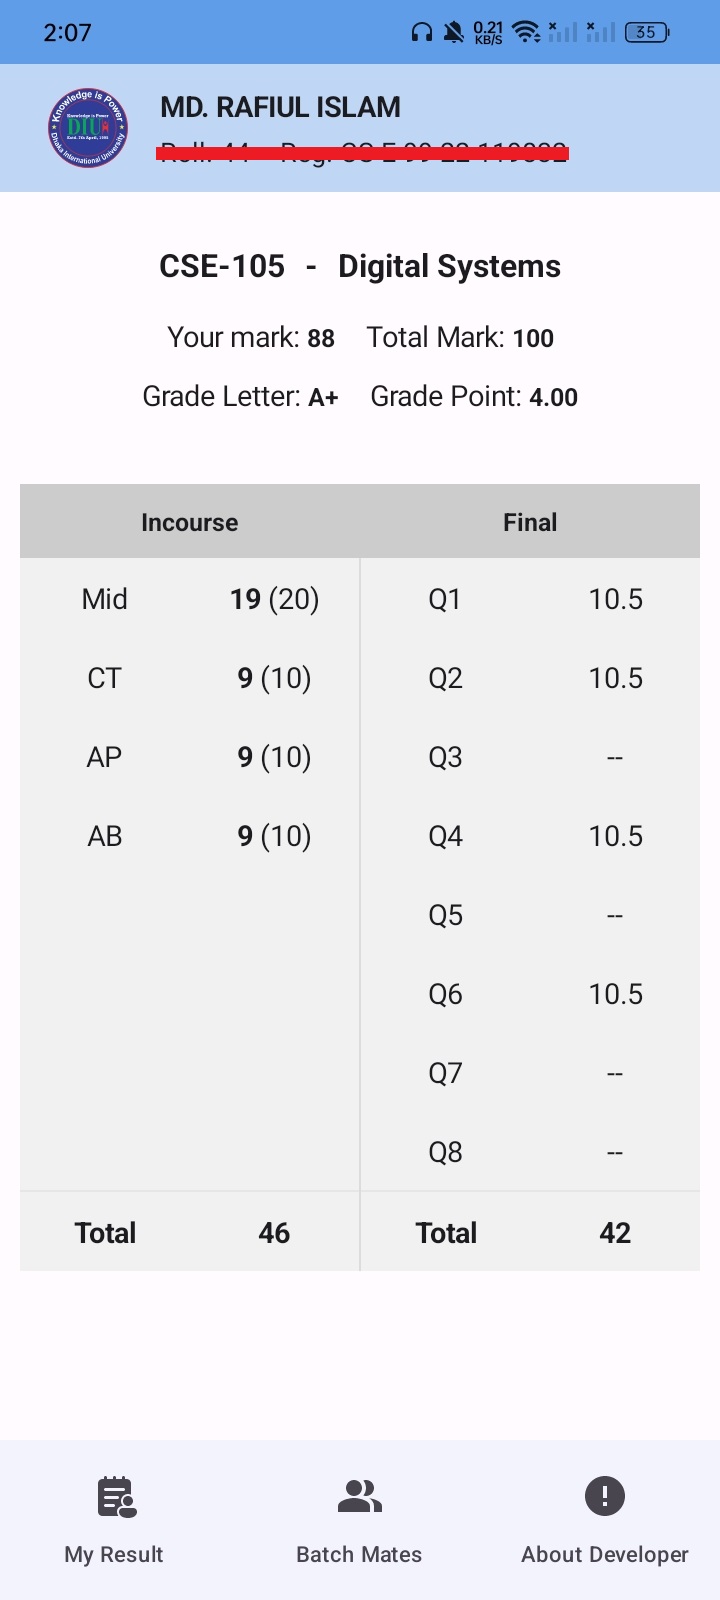 2:07 0.21 KB/S 35
Knowledge is Power
Knowledge is Power
DIU
Dhaka International University
MD. RAFIUL ISLAM
CSE-105 - Digital Systems
Your mark: 88 Total Mark: 100
Grade Letter: A+ Grade Point: 4.00
Incourse Final
Mid 19 (20) Q1 10.5
CT 9 (10) Q2 10.5
AP 9 (10) Q3 --
AB 9 (10) Q4 10.5
Q5 --
Q6 10.5
Q7 --
Q8 --
Total 46 Total 42
My Result Batch Mates About Developer